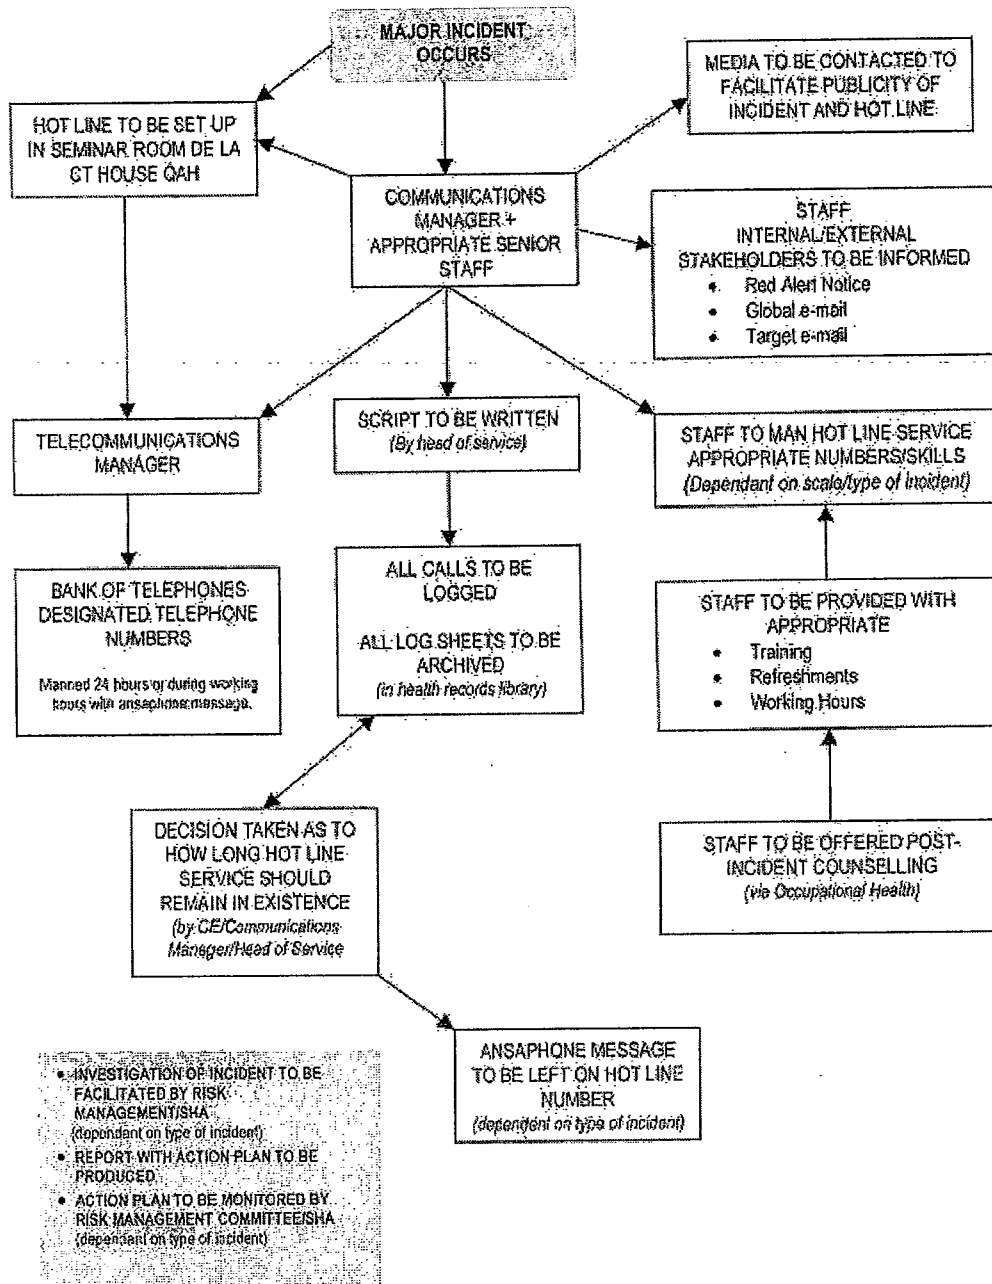 MAJOR INCIDENT
OCCURS
MEDIA TO BE CONTACTED TO
FACILITATE PUBLICITY OF
INCIDENT AND HOT LINE
HOT LINE TO BE SET UP
IN SEMINAR ROOM DE LA
CT HOUSE QAH
COMMUNICATIONS
MANAGER +
APPROPRIATE SENIOR
STAFF
STAFF
INTERNAL/EXTERNAL
STAKEHOLDERS TO BE INFORMED
• Red Alert Notice
• Global e-mail
• Target e-mail
TELECOMMUNICATIONS
MANAGER
SCRIPT TO BE WRITTEN
(By head of service)
STAFF TO MAN HOT LINE SERVICE
APPROPRIATE NUMBERS/SKILLS
(Dependant on scale/type of incident)
BANK OF TELEPHONES
DESIGNATED TELEPHONE
NUMBERS
Manned 24 hours or during working
hours with ansaphone message.
ALL CALLS TO BE
LOGGED
ALL LOG SHEETS TO BE
ARCHIVED
(in health records library)
STAFF TO BE PROVIDED WITH
APPROPRIATE
• Training
• Refreshments
• Working Hours
DECISION TAKEN AS TO
HOW LONG HOT LINE
SERVICE SHOULD
REMAIN IN EXISTENCE
(by CE/Communications
Manager/Head of Service
STAFF TO BE OFFERED POST-
INCIDENT COUNSELLING
(via Occupational Health)
ANSAPHONE MESSAGE
TO BE LEFT ON HOT LINE
NUMBER
(dependent on type of incident)
• INVESTIGATION OF INCIDENT TO BE
FACILITATED BY RISK
MANAGEMENT/SHA
(dependant on type of incident)
• REPORT WITH ACTION PLAN TO BE
PRODUCED
• ACTION PLAN TO BE MONITORED BY
RISK MANAGEMENT COMMITTEE/SHA
(dependant on type of incident)